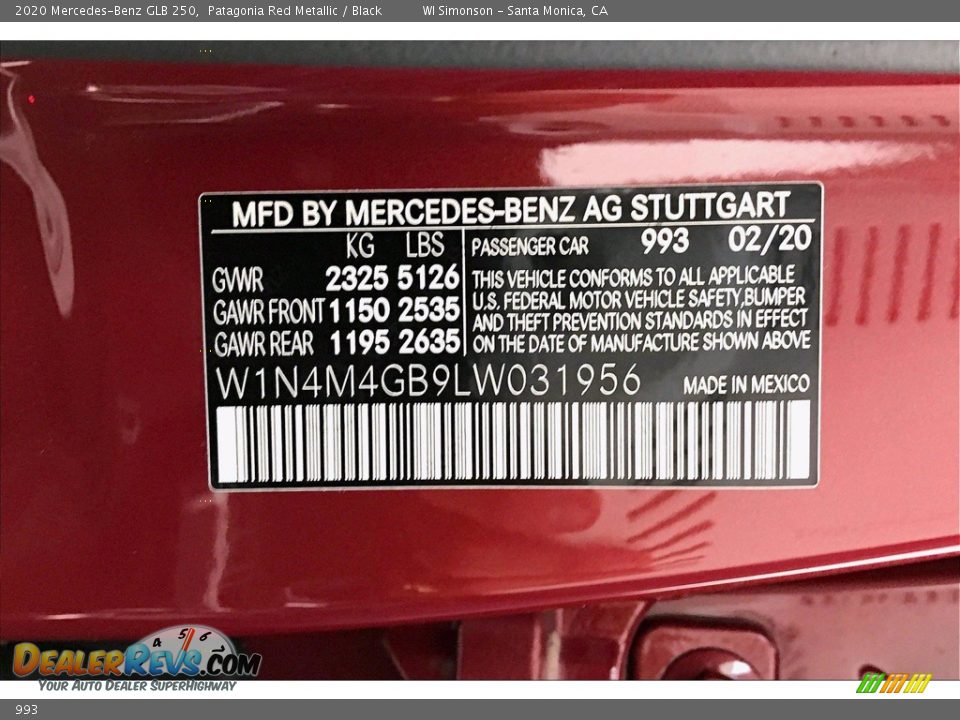 2020 Mercedes-Benz GLB 250, Patagonia Red Metallic / Black WI Simonson - Santa Monica, CA
MFD BY MERCEDES-BENZ AG STUTTGART
KG LBS PASSENGER CAR 993 02/20
GVWR 2325 5126
GAWR FRONT 1150 2535
GAWR REAR 1195 2635
THIS VEHICLE CONFORMS TO ALL APPLICABLE
U.S. FEDERAL MOTOR VEHICLE SAFETY,BUMPER
AND THEFT PREVENTION STANDARDS IN EFFECT
ON THE DATE OF MANUFACTURE SHOWN ABOVE
W1N4M4GB9LW031956 MADE IN MEXICO
4 5 6
DealerRevs.com
Your Auto Dealer SuperHighway
993